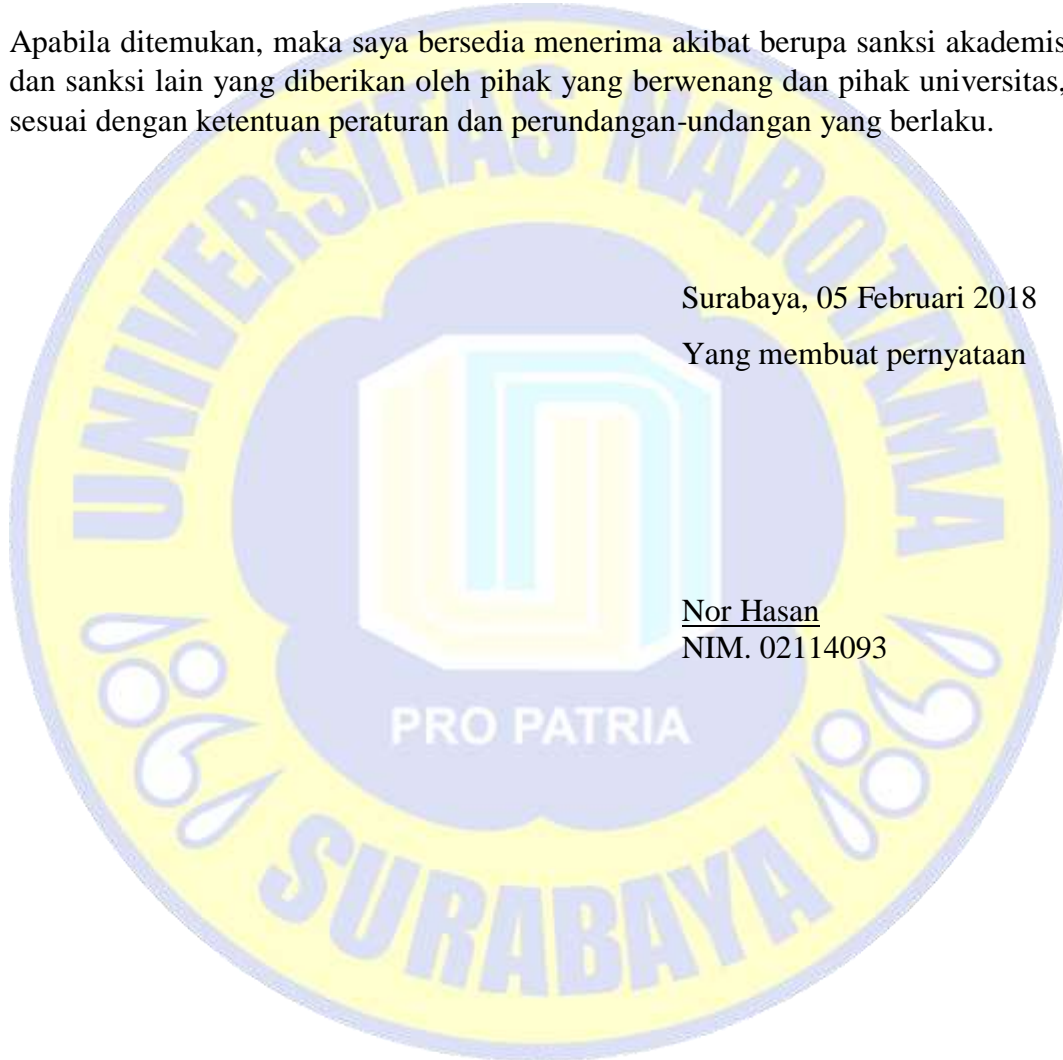 Apabila ditemukan, maka saya bersedia menerima akibat berupa sanksi akademis
dan sanksi lain yang diberikan oleh pihak yang berwenang dan pihak universitas,
sesuai dengan ketentuan peraturan dan perundangan-undangan yang berlaku.
UNIVERSITAS NAROTAMA
Surabaya, 05 Februari 2018
Yang membuat pernyataan
Nor Hasan
NIM. 02114093
PRO PATRIA
SURABAYA